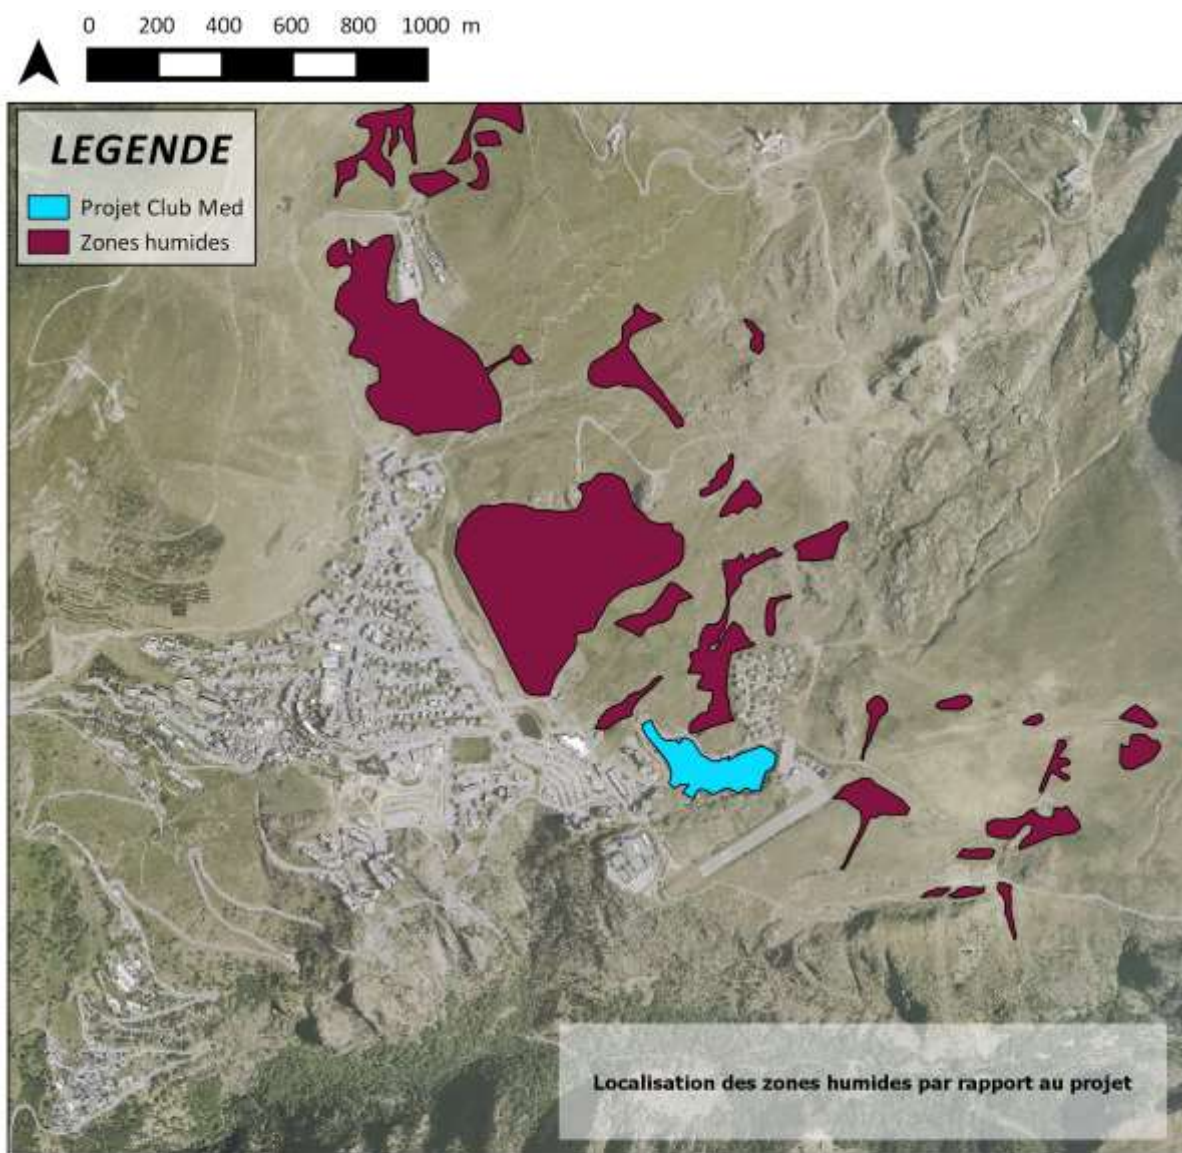 0 200 400 600 800 1000 m
LEGENDE
Projet Club Med
Zones humides
Localisation des zones humides par rapport au projet